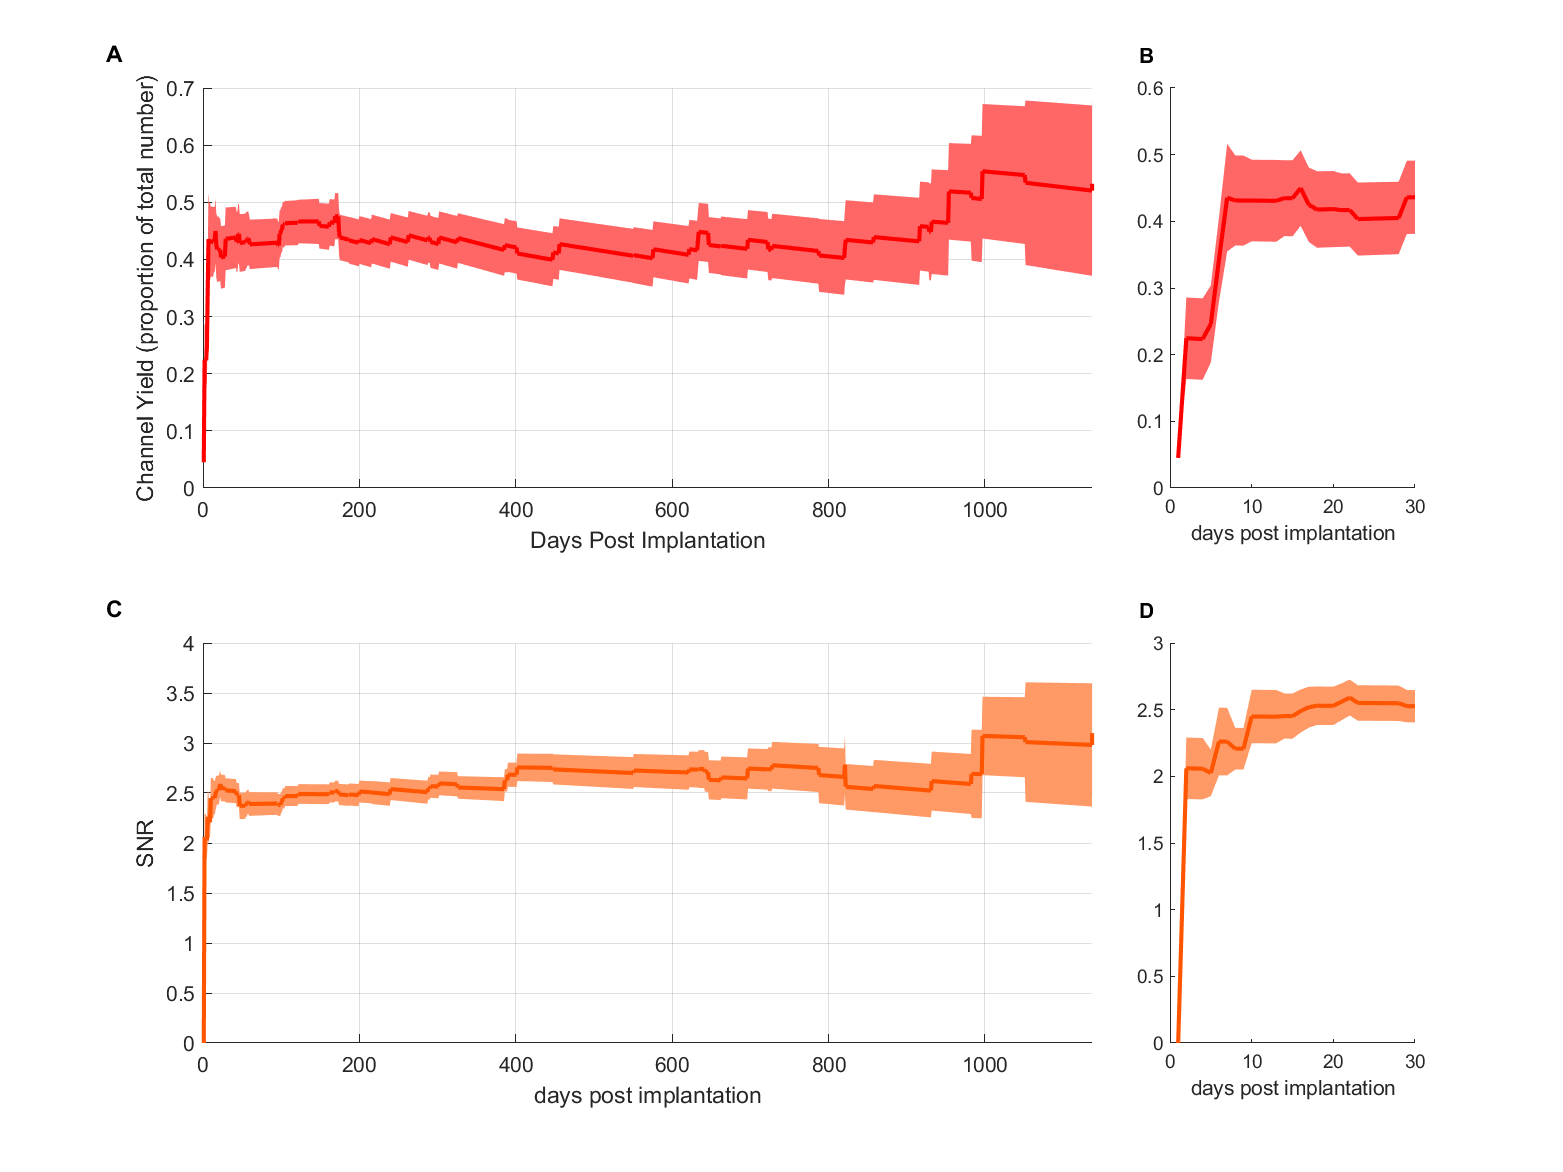 A
Channel Yield (proportion of total number)
0.7
0.6
0.5
0.4
0.3
0.2
0.1
0
0 200 400 600 800 1000
Days Post Implantation
B
0.6
0.5
0.4
0.3
0.2
0.1
0
0 10 20 30
days post implantation
C
SNR
4
3.5
3
2.5
2
1.5
1
0.5
0
0 200 400 600 800 1000
days post implantation
D
3
2.5
2
1.5
1
0.5
0
0 10 20 30
days post implantation